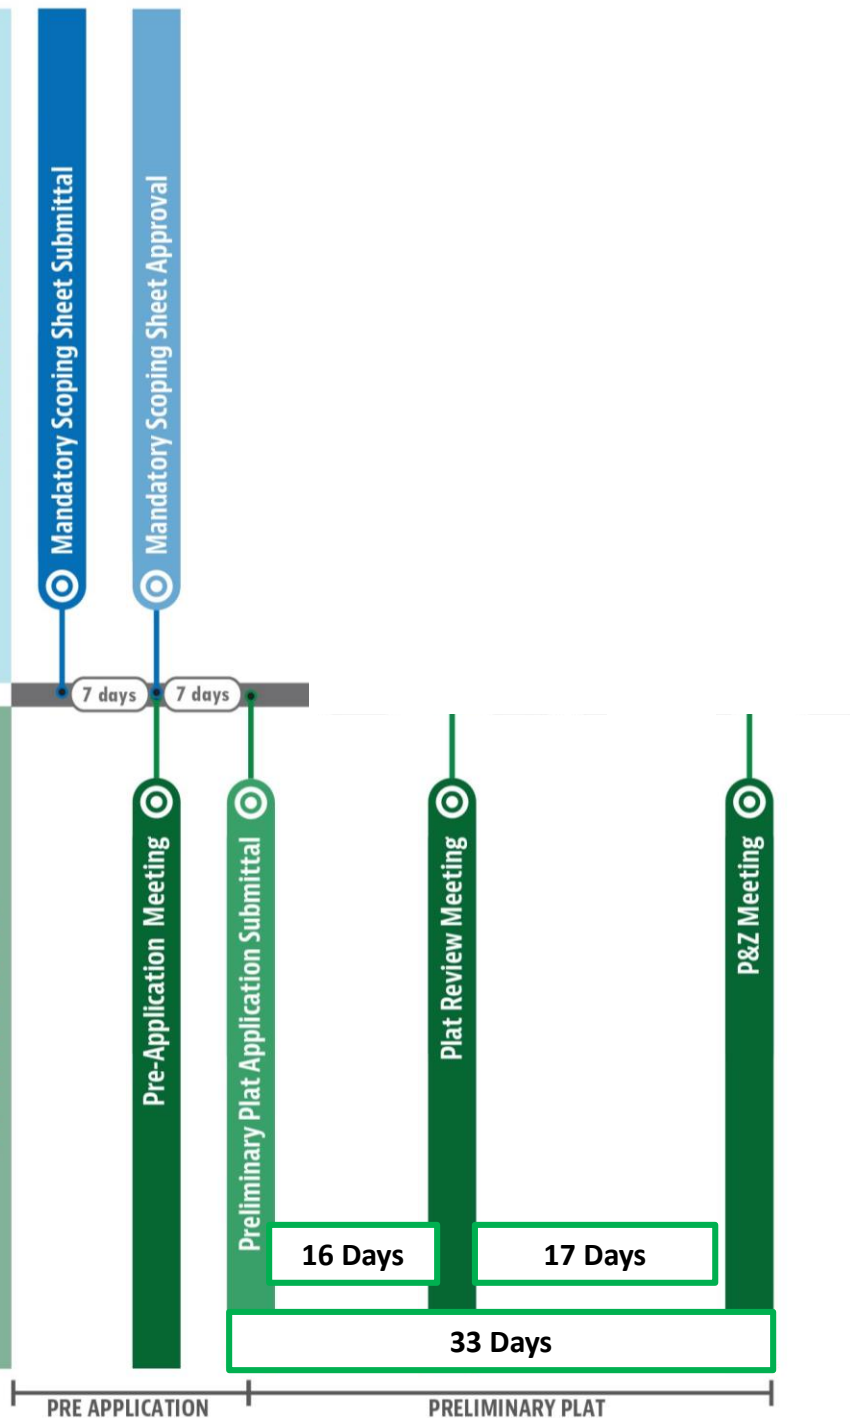 Mandatory Scoping Sheet Submittal
Mandatory Scoping Sheet Approval
7 days
7 days
Pre-Application Meeting
Preliminary Plat Application Submittal
Plat Review Meeting
P&Z Meeting
16 Days
17 Days
33 Days
PRE APPLICATION
PRELIMINARY PLAT